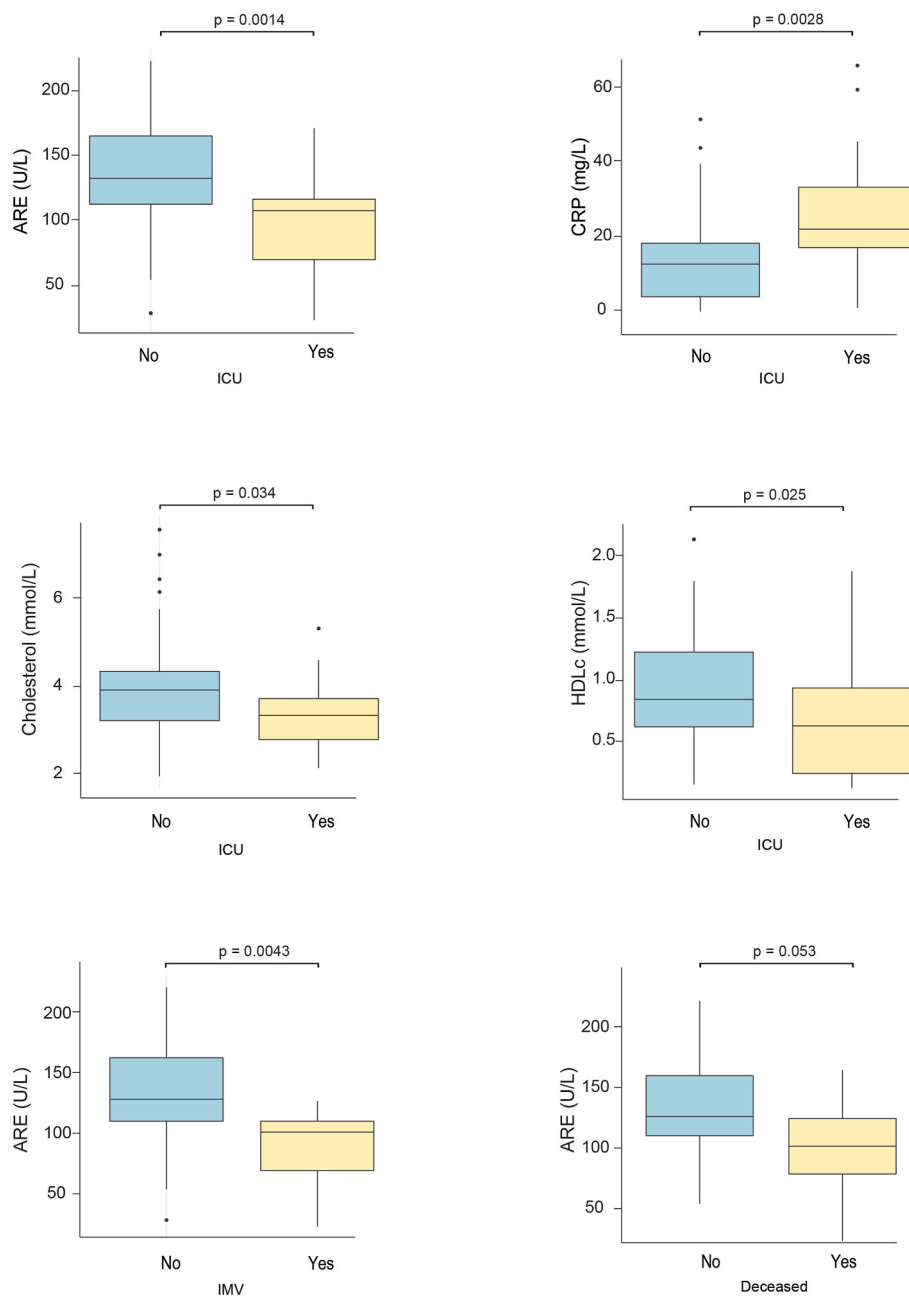 p = 0.0014
ARE (U/L)
200
150
100
50
No
Yes
ICU
p = 0.0028
CRP (mg/L)
60
40
20
0
No
Yes
ICU
p = 0.034
Cholesterol (mmol/L)
6
4
2
No
Yes
ICU
p = 0.025
HDLc (mmol/L)
2.0
1.5
1.0
0.5
No
Yes
ICU
p = 0.0043
ARE (U/L)
200
150
100
50
No
Yes
IMV
p = 0.053
ARE (U/L)
200
150
100
50
No
Yes
Deceased